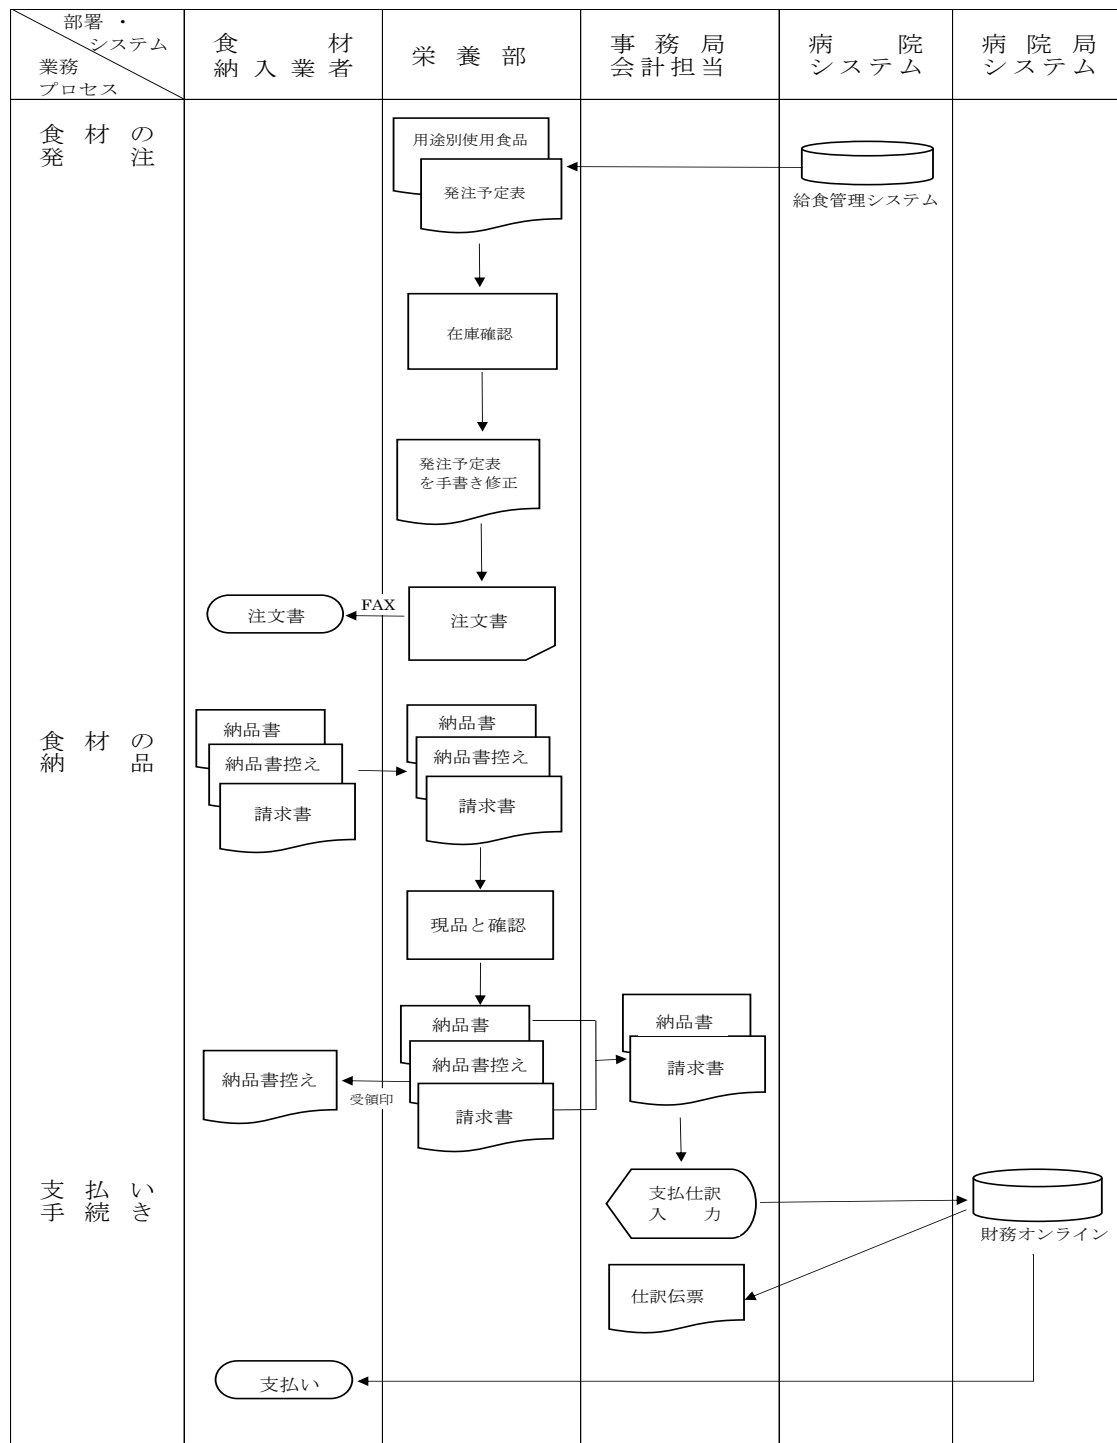 部署・
システム
業務
プロセス
食材
納入業者
栄養部
事務局
会計担当
病院
システム
病院局
システム
食材の
発注
用途別使用食品
発注予定表
給食管理システム
在庫確認
発注予定表
を手書き修正
注文書
FAX
注文書
食材の
納品
納品書
納品書控え
請求書
納品書
納品書控え
請求書
現品と確認
納品書
納品書控え
請求書
納品書
請求書
納品書控え
受領印
支払い
手続き
支払仕訳
入力
財務オンライン
仕訳伝票
支払い